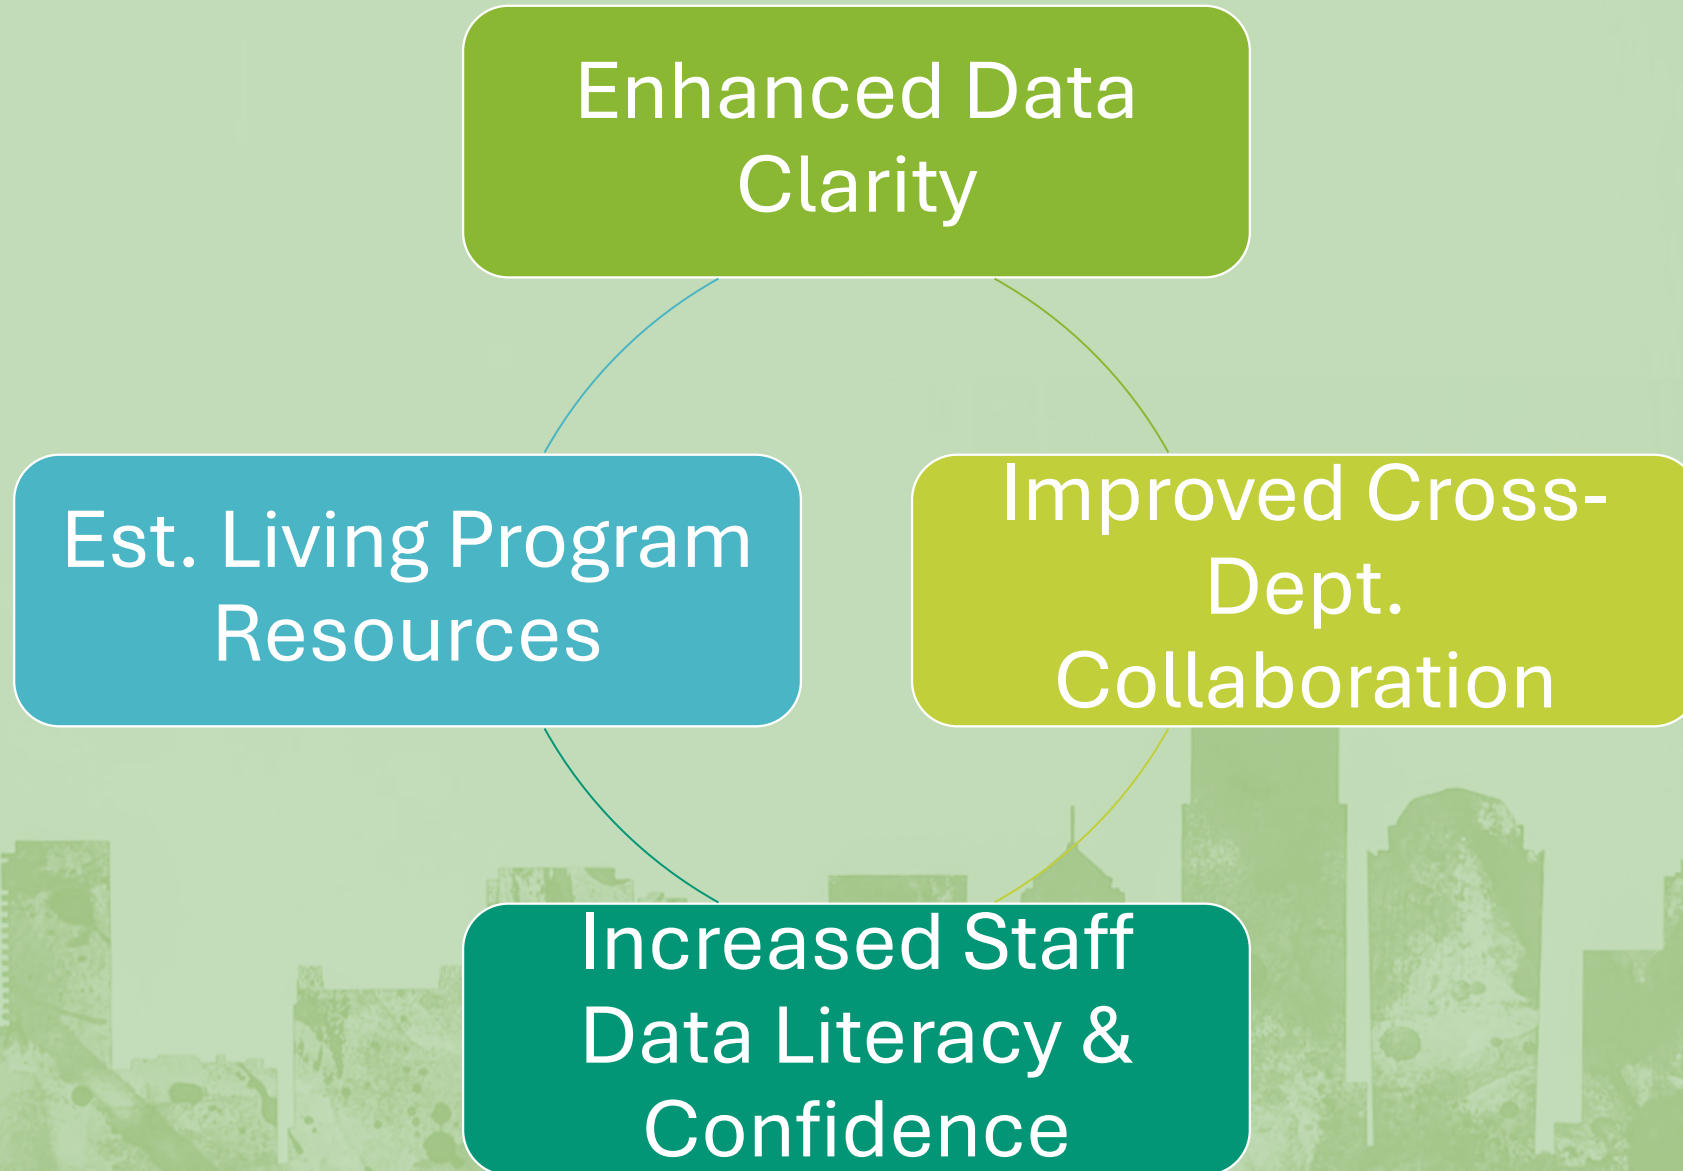 Enhanced Data
Clarity
Est. Living Program
Resources
Improved Cross-
Dept.
Collaboration
Increased Staff
Data Literacy &
Confidence